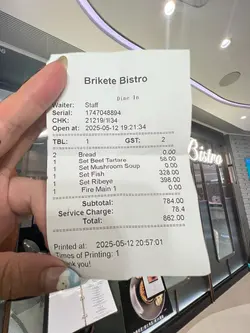 Brikete Bistro
Dine In
Waiter: Staff
Serial: 1747048894
CHK: 21219/1I34
Open at: 2025-05-12 19:21:34
TBL: 1 GST: 2
2 Bread 0.00
1 Set Beef Tartare 58.00
1 Set Mushroom Soup 0.00
1 Set Fish 328.00
1 Set Ribeye 398.00
1 Fire Main 1 0.00
Subtotal: 784.00
Service Charge: 78.4
Total: 862.00
Printed at: 2025-05-12 20:57:01
Times of Printing: 1
you!
Bistro